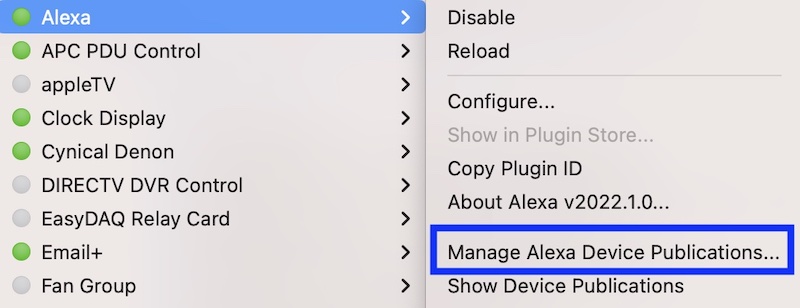 Alexa
APC PDU Control
appleTV
Clock Display
Cynical Denon
DIRECTV DVR Control
EasyDAQ Relay Card
Email+
Fan Group
Disable
Reload
Configure...
Show in Plugin Store...
Copy Plugin ID
About Alexa v2022.1.0...
Manage Alexa Device Publications...
Show Device Publications